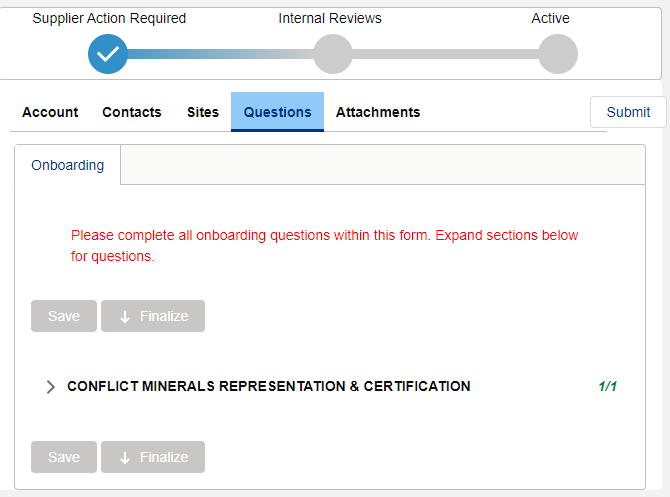 Supplier Action Required Internal Reviews Active
Account Contacts Sites Questions Attachments Submit
Onboarding
Please complete all onboarding questions within this form. Expand sections below
for questions.
Save Finalize
CONFLICT MINERALS REPRESENTATION & CERTIFICATION 1/1
Save Finalize